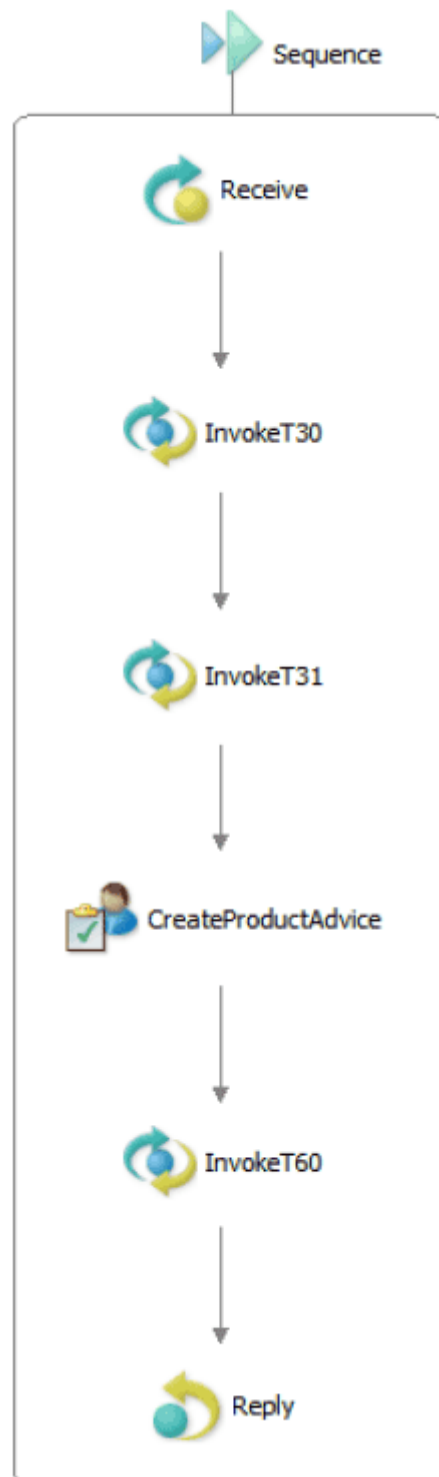 Sequence
Receive
InvokeT30
InvokeT31
CreateProductAdvice
InvokeT60
Reply